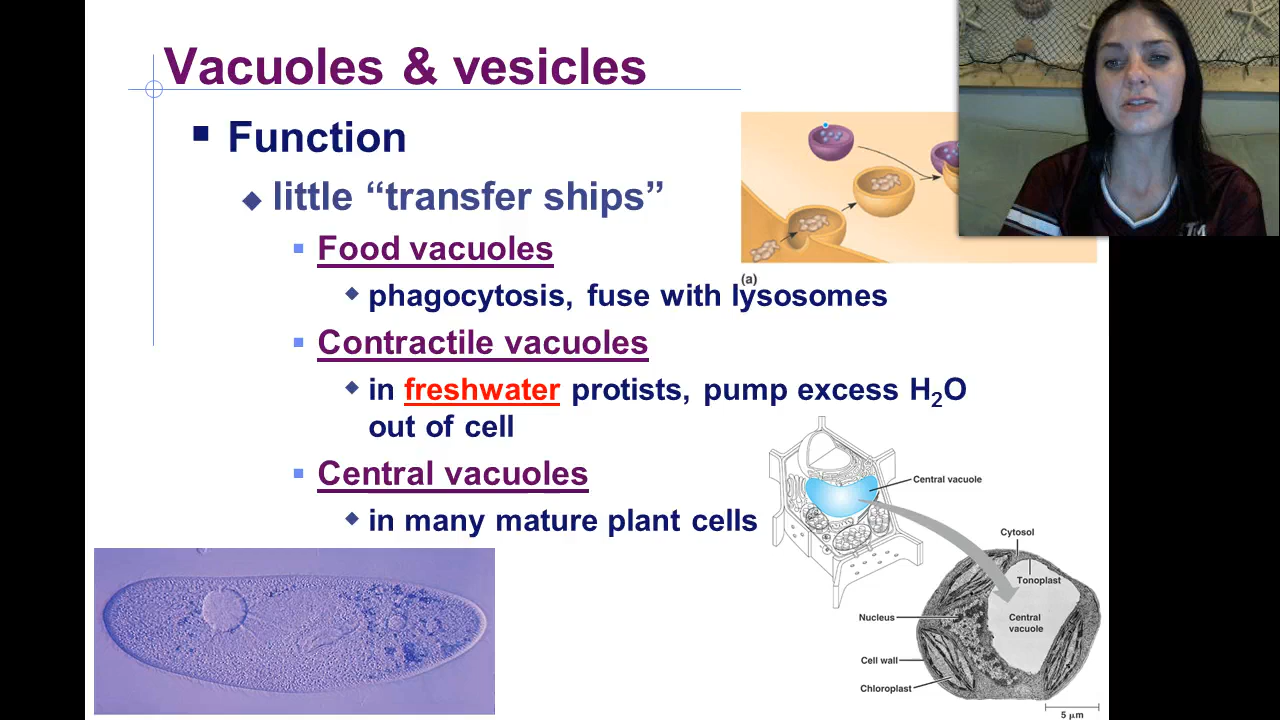 Vacuoles & vesicles
Function
little “transfer ships”
Food vacuoles
phagocytosis, fuse with lysosomes
Contractile vacuoles
in freshwater protists, pump excess H₂O
out of cell
Central vacuoles
in many mature plant cells
(a)
Central vacuole
Cytosol
Tonoplast
Nucleus
Central
vacuole
Cell wall
Chloroplast
5 μm